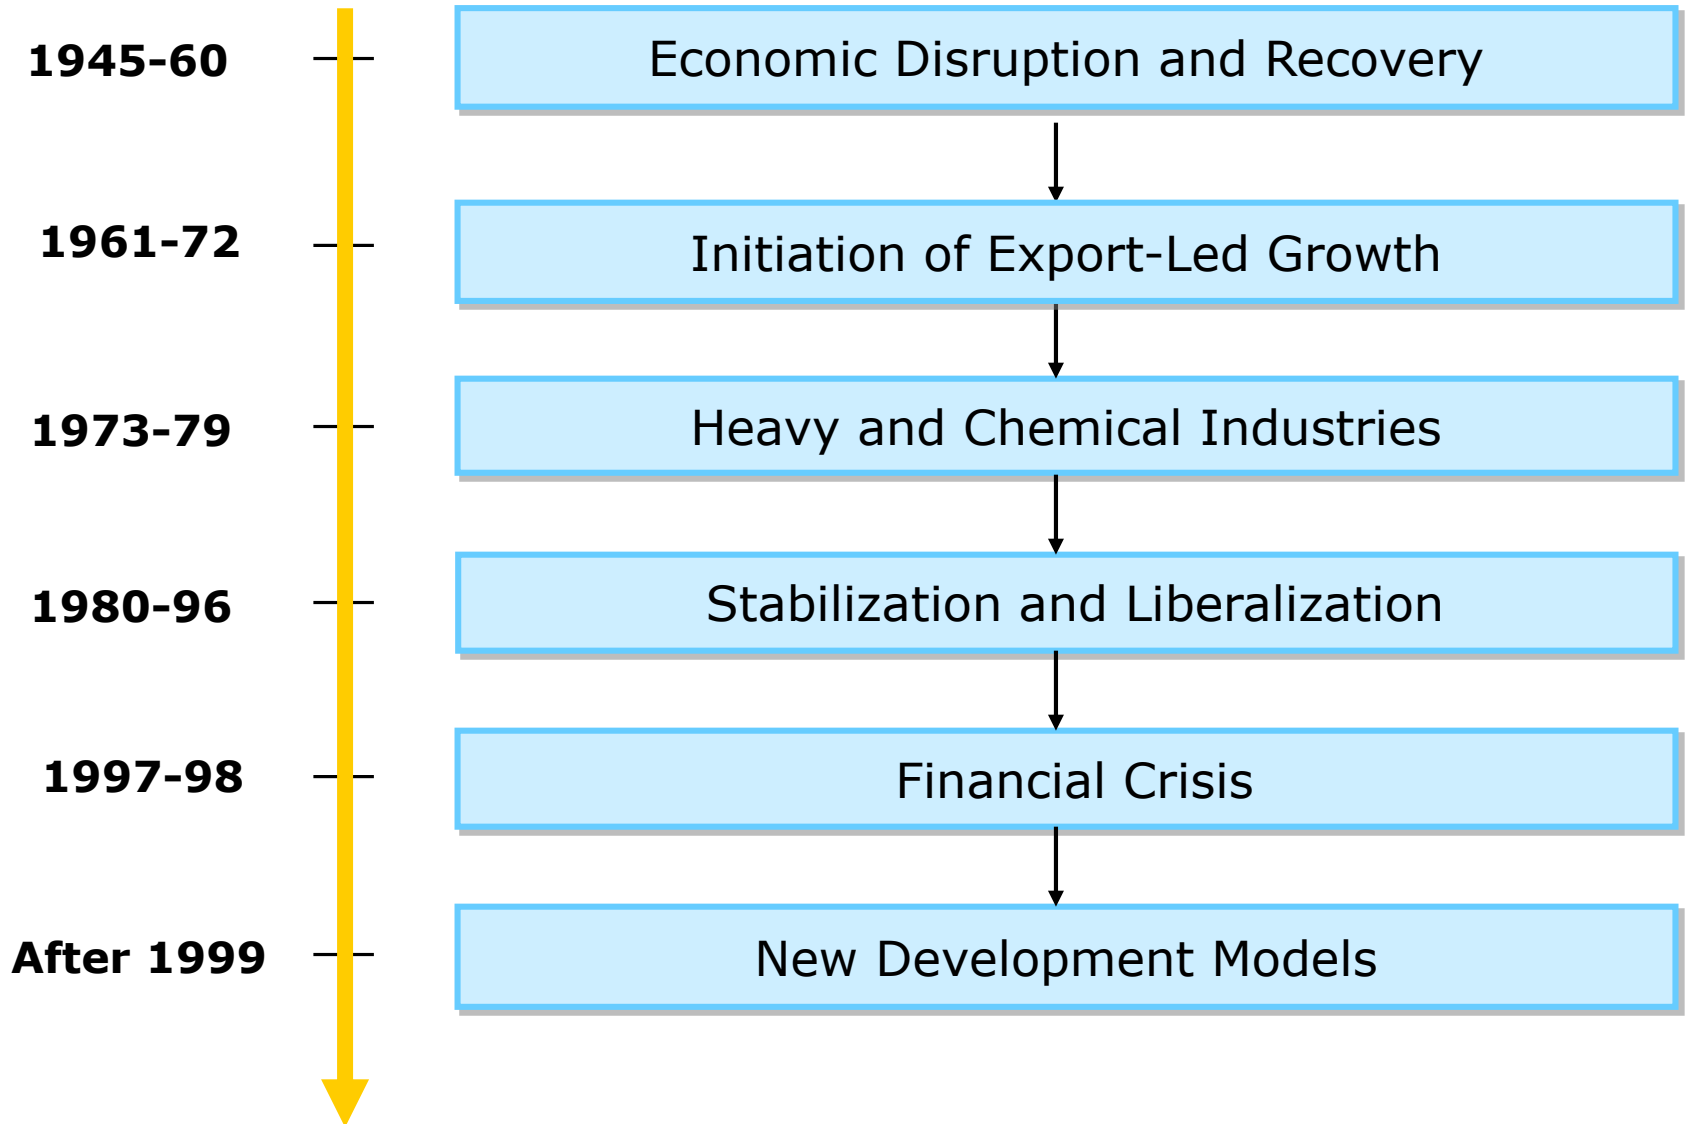 1945-60
Economic Disruption and Recovery
1961-72
Initiation of Export-Led Growth
1973-79
Heavy and Chemical Industries
1980-96
Stabilization and Liberalization
1997-98
Financial Crisis
After 1999
New Development Models